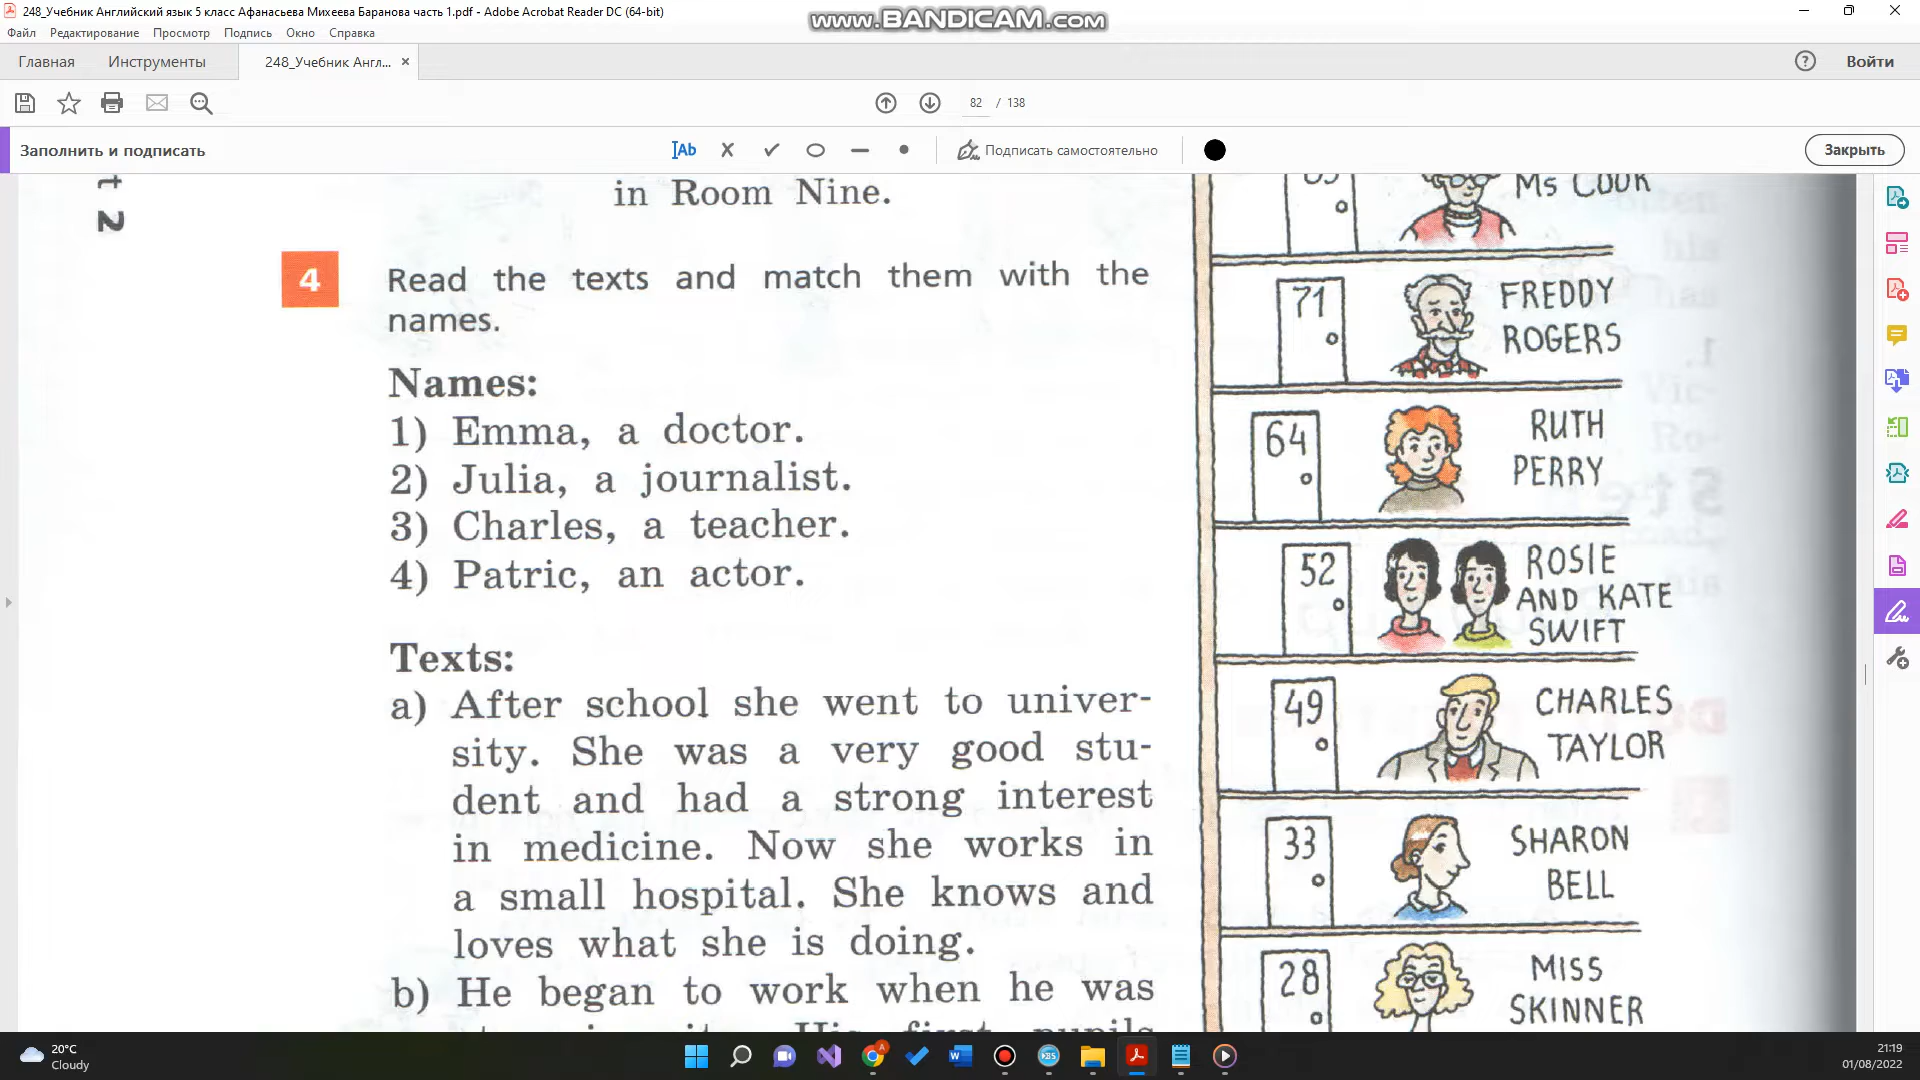 248_Учебник Английский язык 5 класс Афанасьева Михеева Баранова часть 1.pdf - Adobe Acrobat Reader DC (64-bit)
www.BANDICAM.com
Файл Редактирование Просмотр Подпись Окно Справка
Главная Инструменты 248_Учебник Англ... × Войти
82 / 138
Заполнить и подписать Ab Подписать самостоятельно Закрыть
t 2
in Room Nine.
4 Read the texts and match them with the
names.
Names:
1) Emma, a doctor.
2) Julia, a journalist.
3) Charles, a teacher.
4) Patric, an actor.
Texts:
a) After school she went to univer-
sity. She was a very good stu-
dent and had a strong interest
in medicine. Now she works in
a small hospital. She knows and
loves what she is doing.
b) He began to work when he was
His first pupils
MS COOK
71 FREDDY
ROGERS
64 RUTH
PERRY
52 ROSIE
AND KATE
SWIFT
49 CHARLES
TAYLOR
33 SHARON
BELL
28 MISS
SKINNER
20°C
Cloudy
21:19
01/08/2022